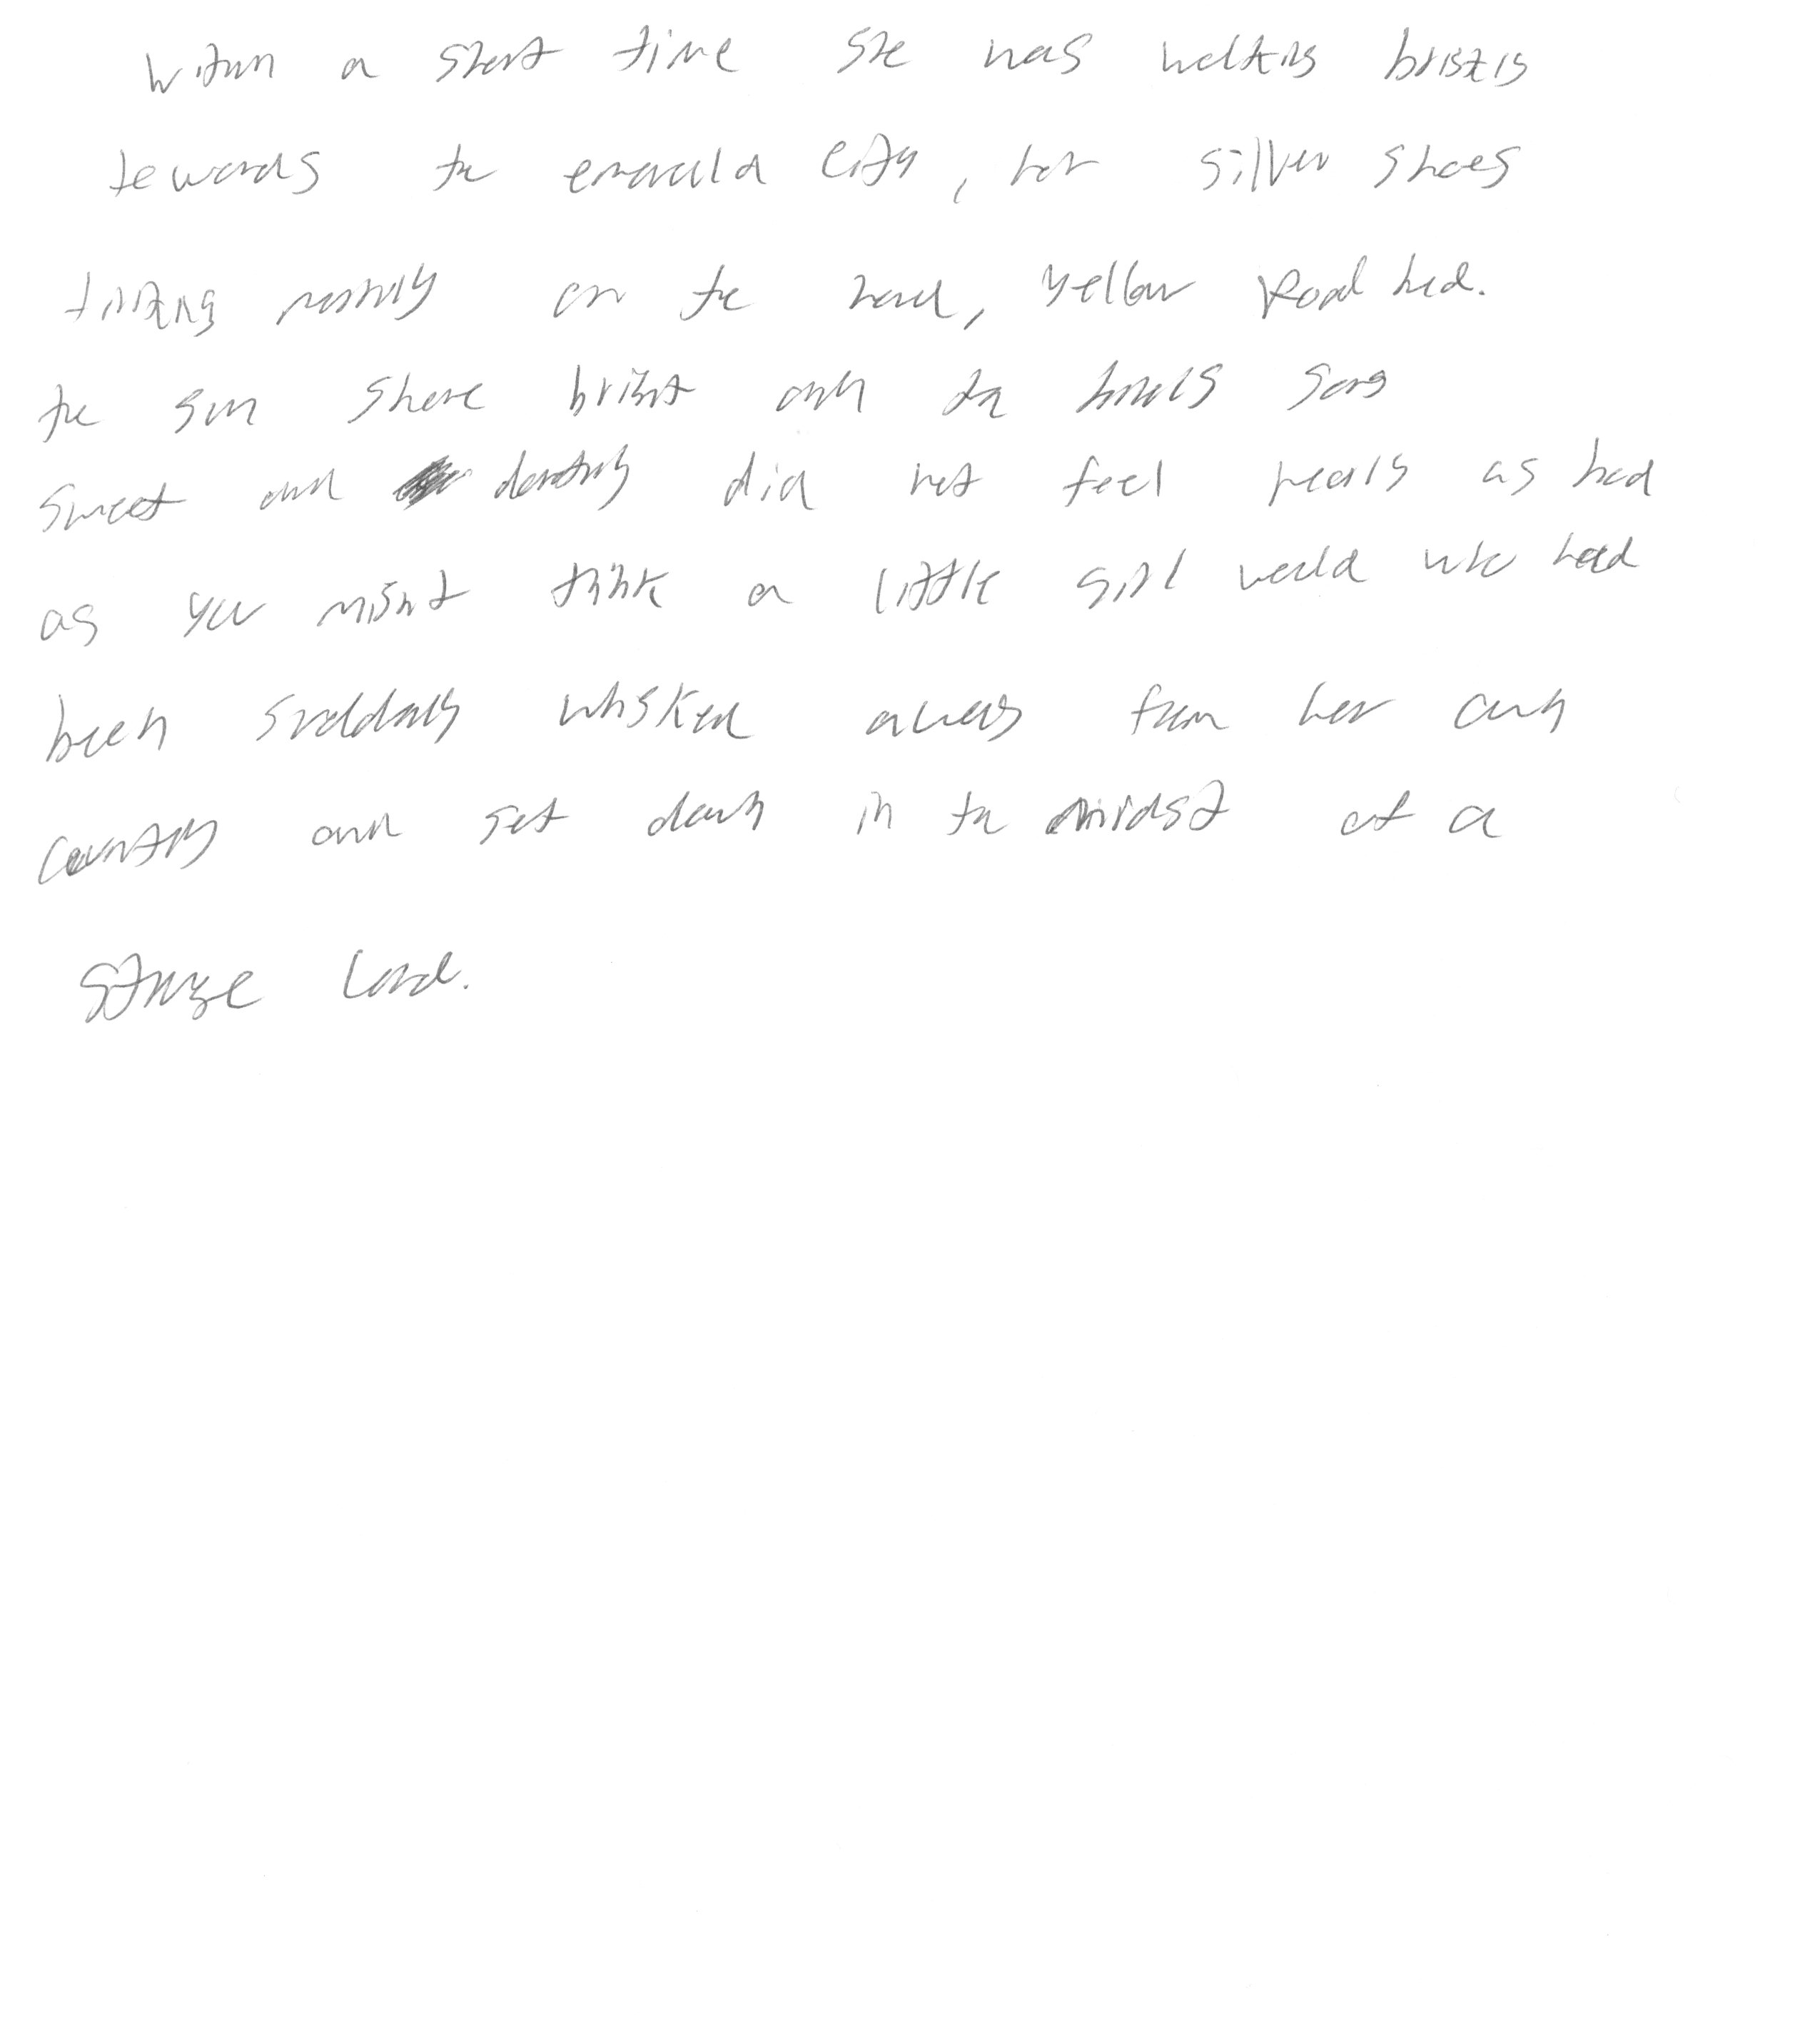 Within a short time she was walking briskly
towards the emerald City, her silver shoes
tinkling merrily on the hard, yellow Road bed.
the sun shone bright and the birds sang
sweet and dorothy did not feel nearly as bad
as you might think a little girl would who had
been suddenly whisked away from her own
country and set down in the midst of a
strange land.